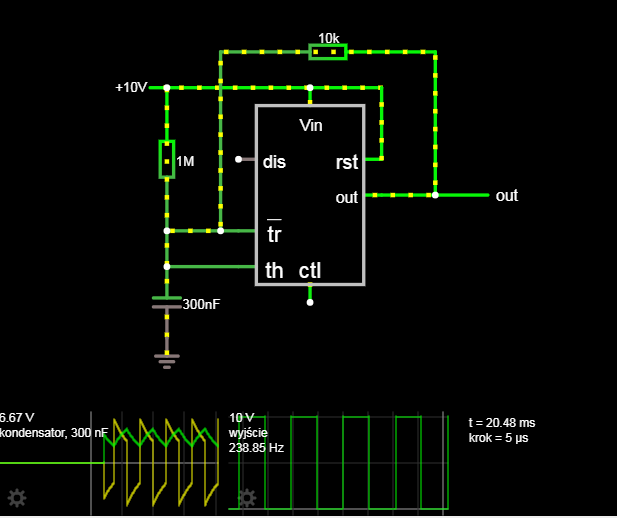 10k
+10V
Vin
1M
dis
rst
out
out
tr
th ctl
300nF
6.67 V
kondensator, 300 nF
10 V
wyjście
238.85 Hz
t = 20.48 ms
krok = 5 µs